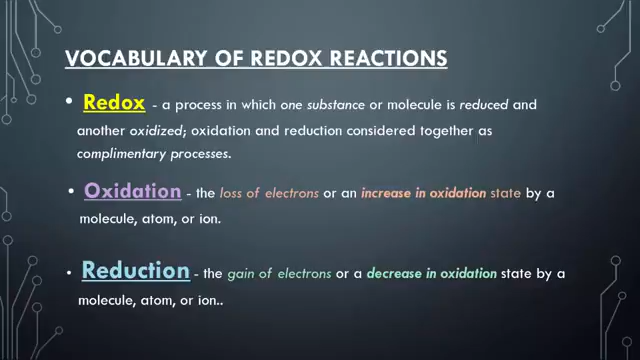 VOCABULARY OF REDOX REACTIONS
• Redox - a process in which one substance or molecule is reduced and
another oxidized; oxidation and reduction considered together as
complimentary processes.
• Oxidation - the loss of electrons or an increase in oxidation state by a
molecule, atom, or ion.
• Reduction - the gain of electrons or a decrease in oxidation state by a
molecule, atom, or ion..